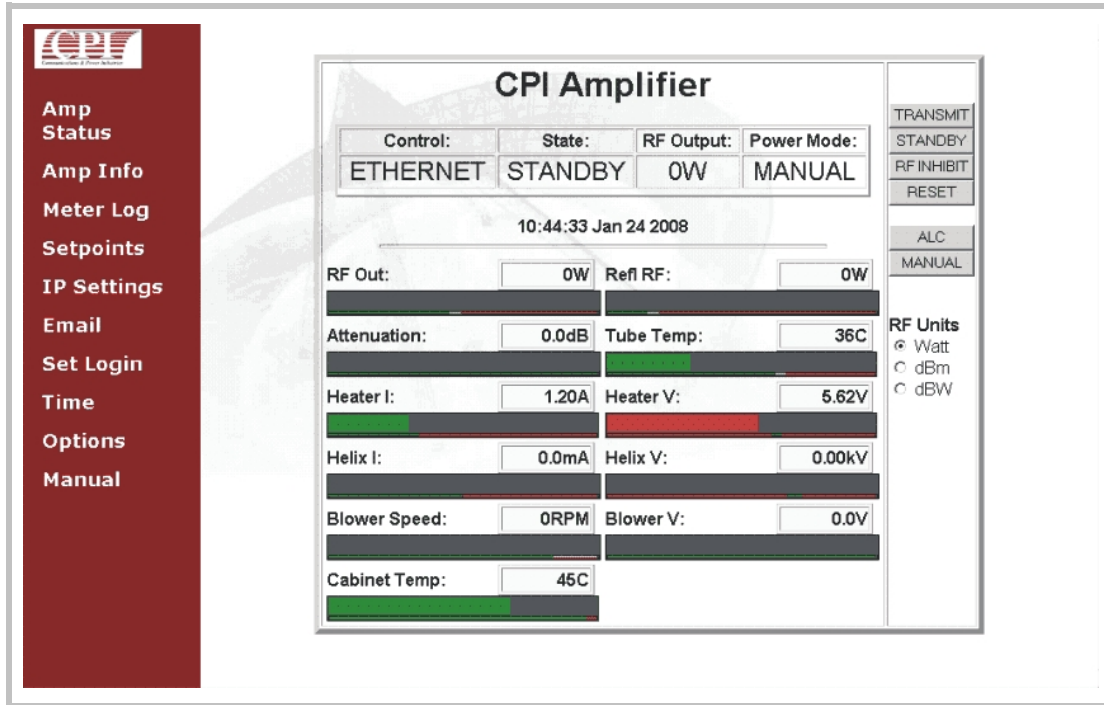 CPI
Communications & Power Industries
Amp
Status
Amp Info
Meter Log
Setpoints
IP Settings
Email
Set Login
Time
Options
Manual
CPI Amplifier
Control: State: RF Output: Power Mode:
ETHERNET STANDBY 0W MANUAL
10:44:33 Jan 24 2008
RF Out: 0W Refl RF: 0W
Attenuation: 0.0dB Tube Temp: 36C
Heater I: 1.20A Heater V: 5.62V
Helix I: 0.0mA Helix V: 0.00kV
Blower Speed: 0RPM Blower V: 0.0V
Cabinet Temp: 45C
TRANSMIT
STANDBY
RF INHIBIT
RESET
ALC
MANUAL
RF Units
Watt
dBm
dBW